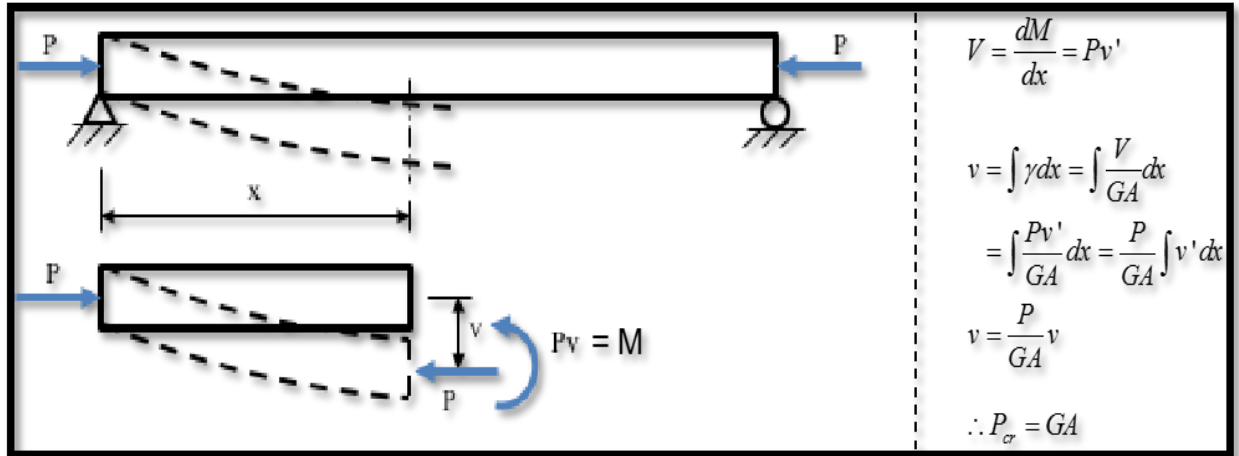 P
P
x
P
v
Pv = M
P
V = dM/dx = Pv'
v = ∫ γdx = ∫ V/GA dx
= ∫ Pv'/GA dx = P/GA ∫ v' dx
v = P/GA v
∴ P_cr = GA